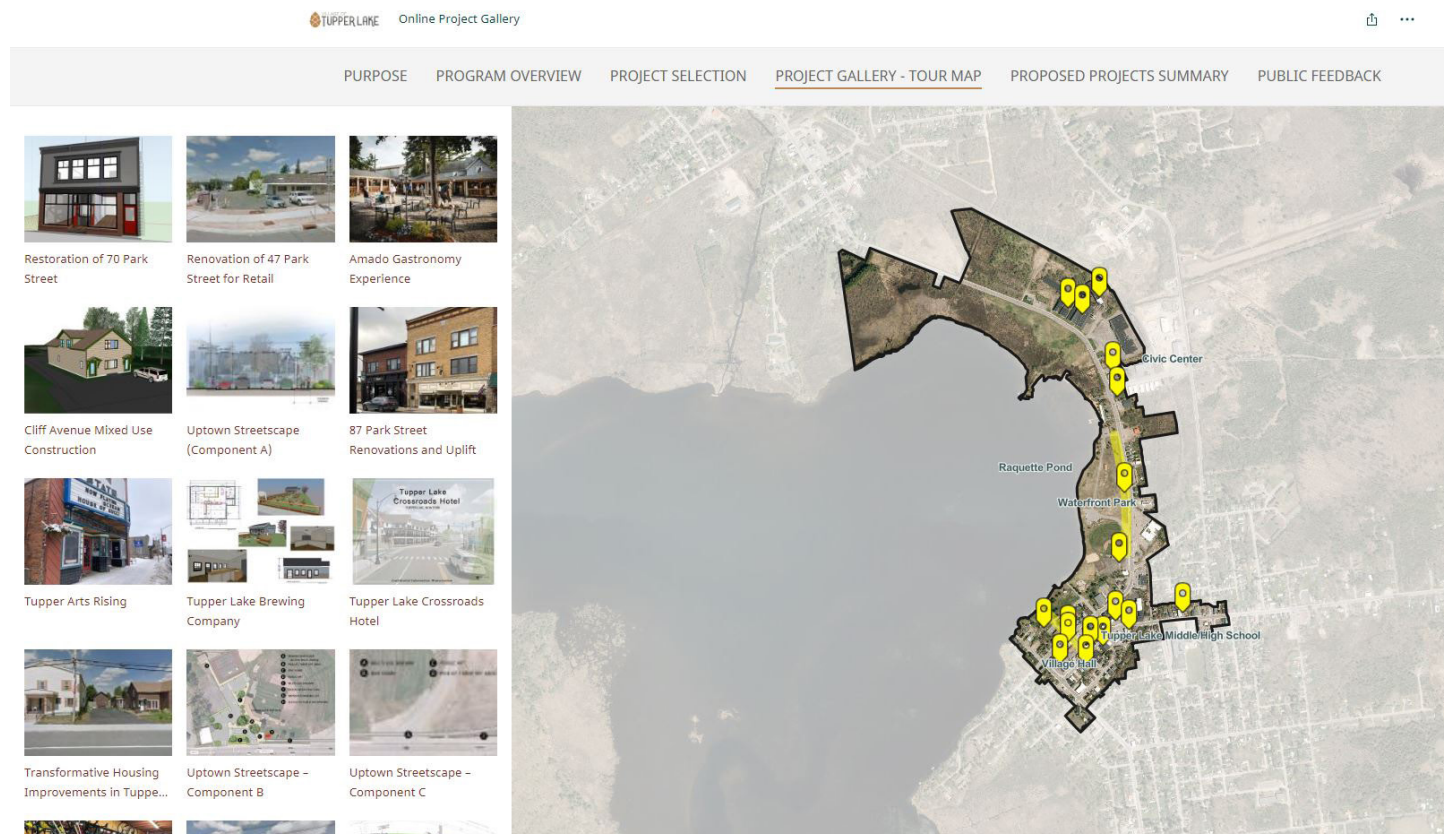 TUPPER LAKE
Online Project Gallery
PURPOSE
PROGRAM OVERVIEW
PROJECT SELECTION
PROJECT GALLERY - TOUR MAP
PROPOSED PROJECTS SUMMARY
PUBLIC FEEDBACK
Restoration of 70 Park
Street
Renovation of 47 Park
Street for Retail
Amado Gastronomy
Experience
Cliff Avenue Mixed Use
Construction
Uptown Streetscape
(Component A)
87 Park Street
Renovations and Uplift
STATE
NOW PLAYING
Tupper Arts Rising
Tupper Lake Brewing
Company
Tupper Lake
Crossroads Hotel
Tupper Lake Crossroads
Hotel
Transformative Housing
Improvements in Tuppe...
Uptown Streetscape –
Component B
Uptown Streetscape –
Component C
Civic Center
Raquette Pond
Waterfront Park
Tupper Lake Middle/High School
Village Hall